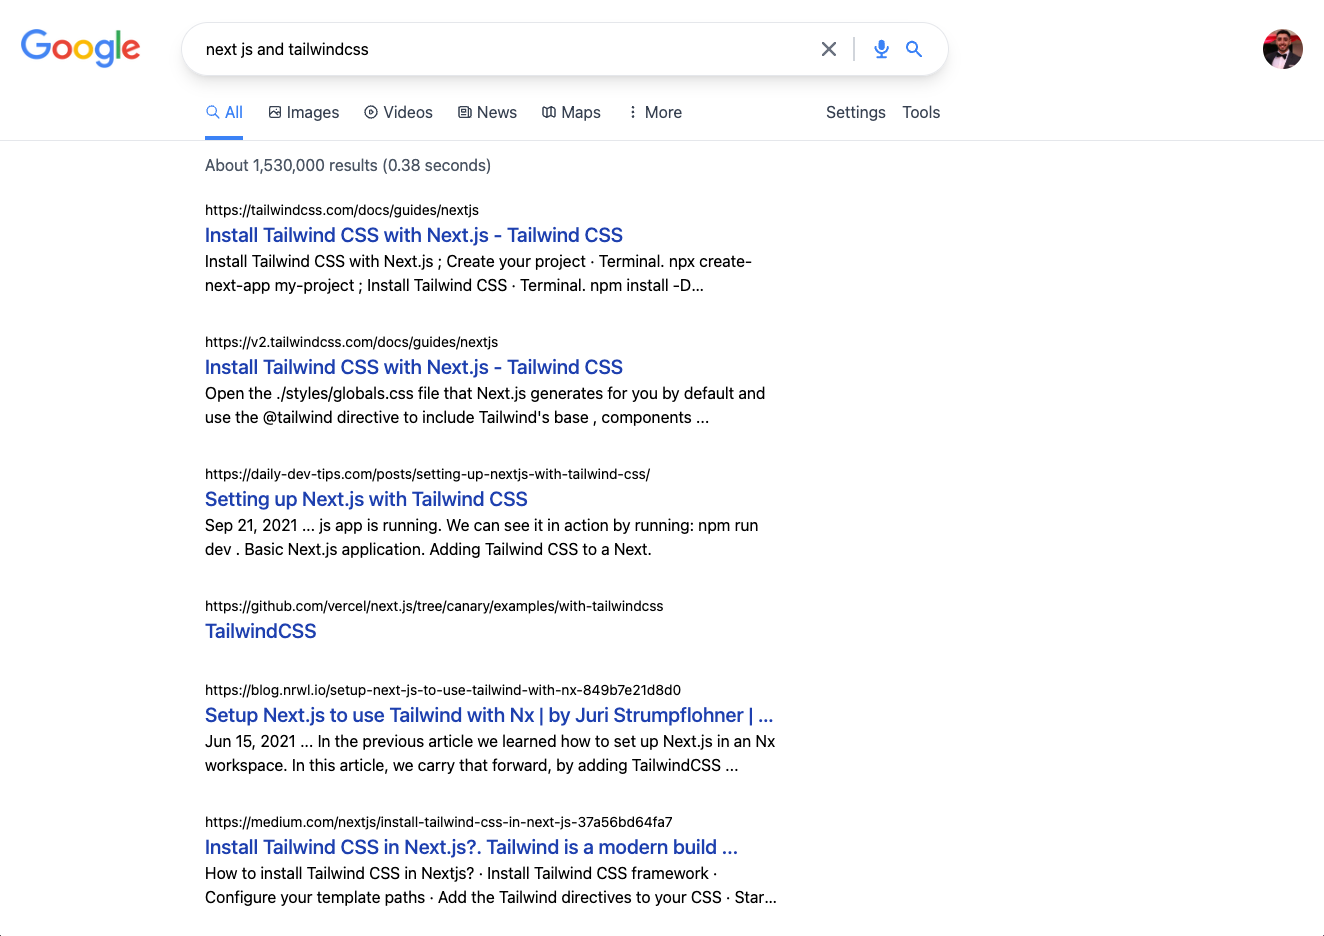 Google
next js and tailwindcss
All Images Videos News Maps More Settings Tools
About 1,530,000 results (0.38 seconds)
https://tailwindcss.com/docs/guides/nextjs
Install Tailwind CSS with Next.js - Tailwind CSS
Install Tailwind CSS with Next.js ; Create your project · Terminal. npx create-
next-app my-project ; Install Tailwind CSS · Terminal. npm install -D...
https://v2.tailwindcss.com/docs/guides/nextjs
Install Tailwind CSS with Next.js - Tailwind CSS
Open the ./styles/globals.css file that Next.js generates for you by default and
use the @tailwind directive to include Tailwind's base , components ...
https://daily-dev-tips.com/posts/setting-up-nextjs-with-tailwind-css/
Setting up Next.js with Tailwind CSS
Sep 21, 2021 ... js app is running. We can see it in action by running: npm run
dev . Basic Next.js application. Adding Tailwind CSS to a Next.
https://github.com/vercel/next.js/tree/canary/examples/with-tailwindcss
TailwindCSS
https://blog.nrwl.io/setup-next-js-to-use-tailwind-with-nx-849b7e21d8d0
Setup Next.js to use Tailwind with Nx | by Juri Strumpflohner | ...
Jun 15, 2021 ... In the previous article we learned how to set up Next.js in an Nx
workspace. In this article, we carry that forward, by adding TailwindCSS ...
https://medium.com/nextjs/install-tailwind-css-in-next-js-37a56bd64fa7
Install Tailwind CSS in Next.js?. Tailwind is a modern build ...
How to install Tailwind CSS in Nextjs? · Install Tailwind CSS framework ·
Configure your template paths · Add the Tailwind directives to your CSS · Star...